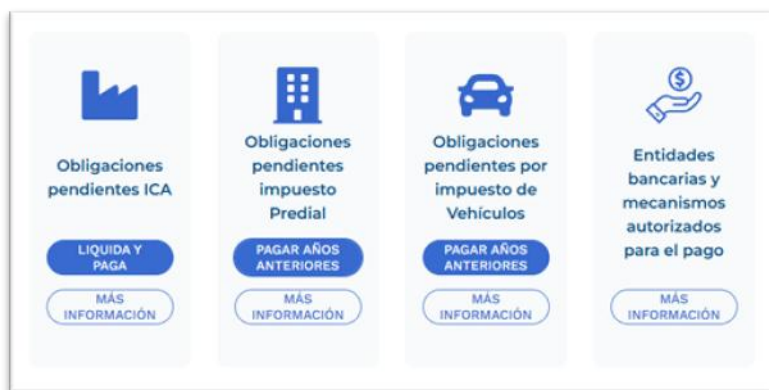 Obligaciones
pendientes ICA
LIQUIDA Y
PAGA
MÁS
INFORMACIÓN
Obligaciones
pendientes
impuesto
Predial
PAGAR AÑOS
ANTERIORES
MÁS
INFORMACIÓN
Obligaciones
pendientes por
impuesto de
Vehículos
PAGAR AÑOS
ANTERIORES
MÁS
INFORMACIÓN
$
Entidades
bancarias y
mecanismos
autorizados
para el pago
MÁS
INFORMACIÓN